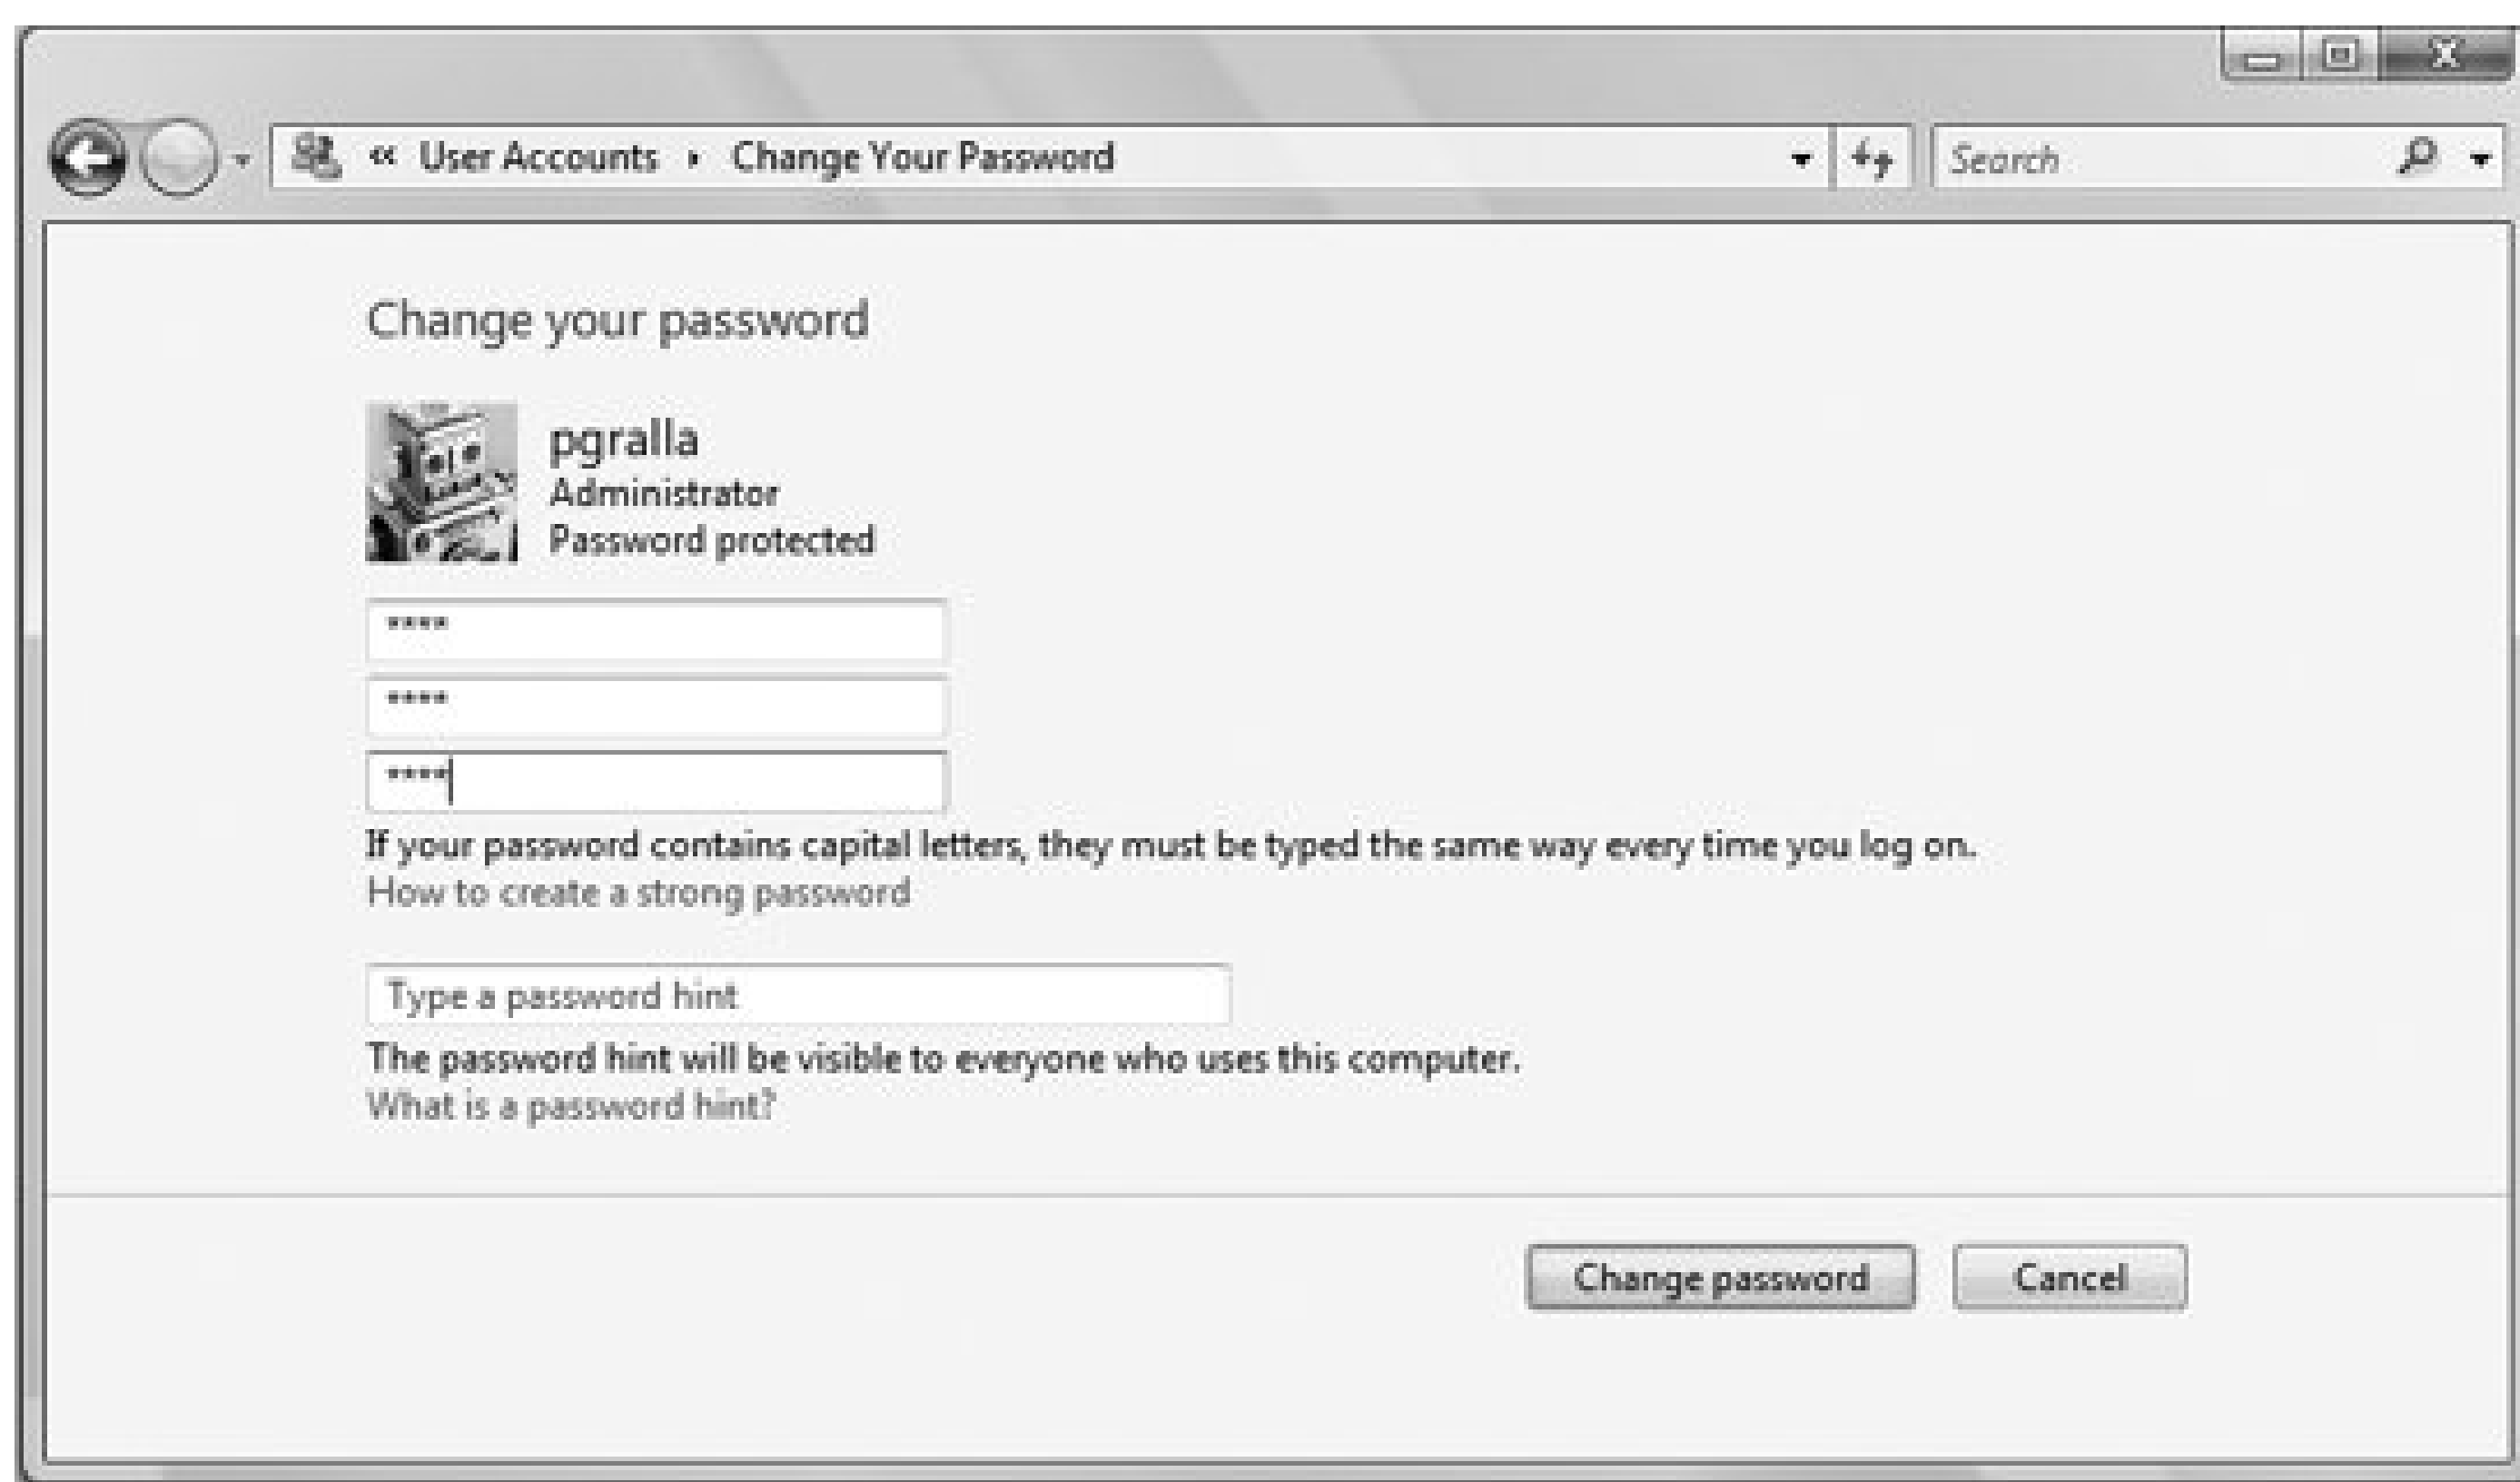 « User Accounts ▸ Change Your Password
Search
Change your password
pgralla
Administrator
Password protected
****
****
****
If your password contains capital letters, they must be typed the same way every time you log on.
How to create a strong password
Type a password hint
The password hint will be visible to everyone who uses this computer.
What is a password hint?
Change password Cancel